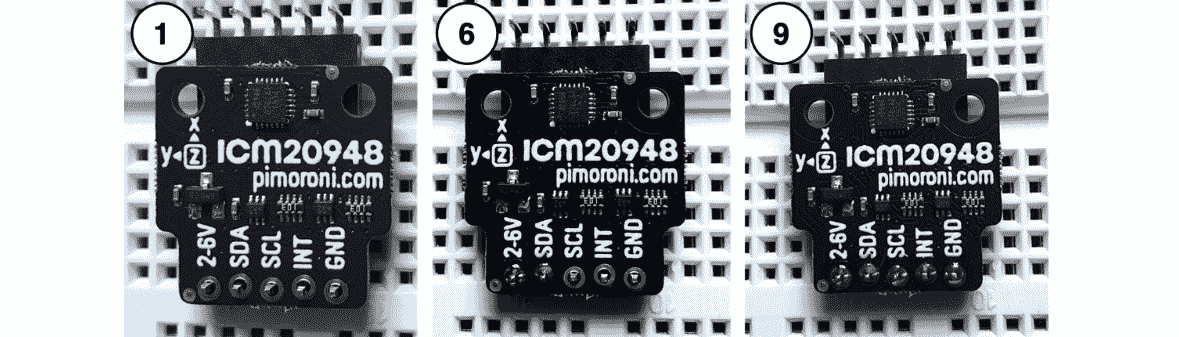 1
x
y z ICM20948
pimoroni.com
2-6V
SDA
SCL
INT
GND
6
x
y z ICM20948
pimoroni.com
2-6V
SDA
SCL
INT
GND
9
x
y z ICM20948
pimoroni.com
2-6V
SDA
SCL
INT
GND